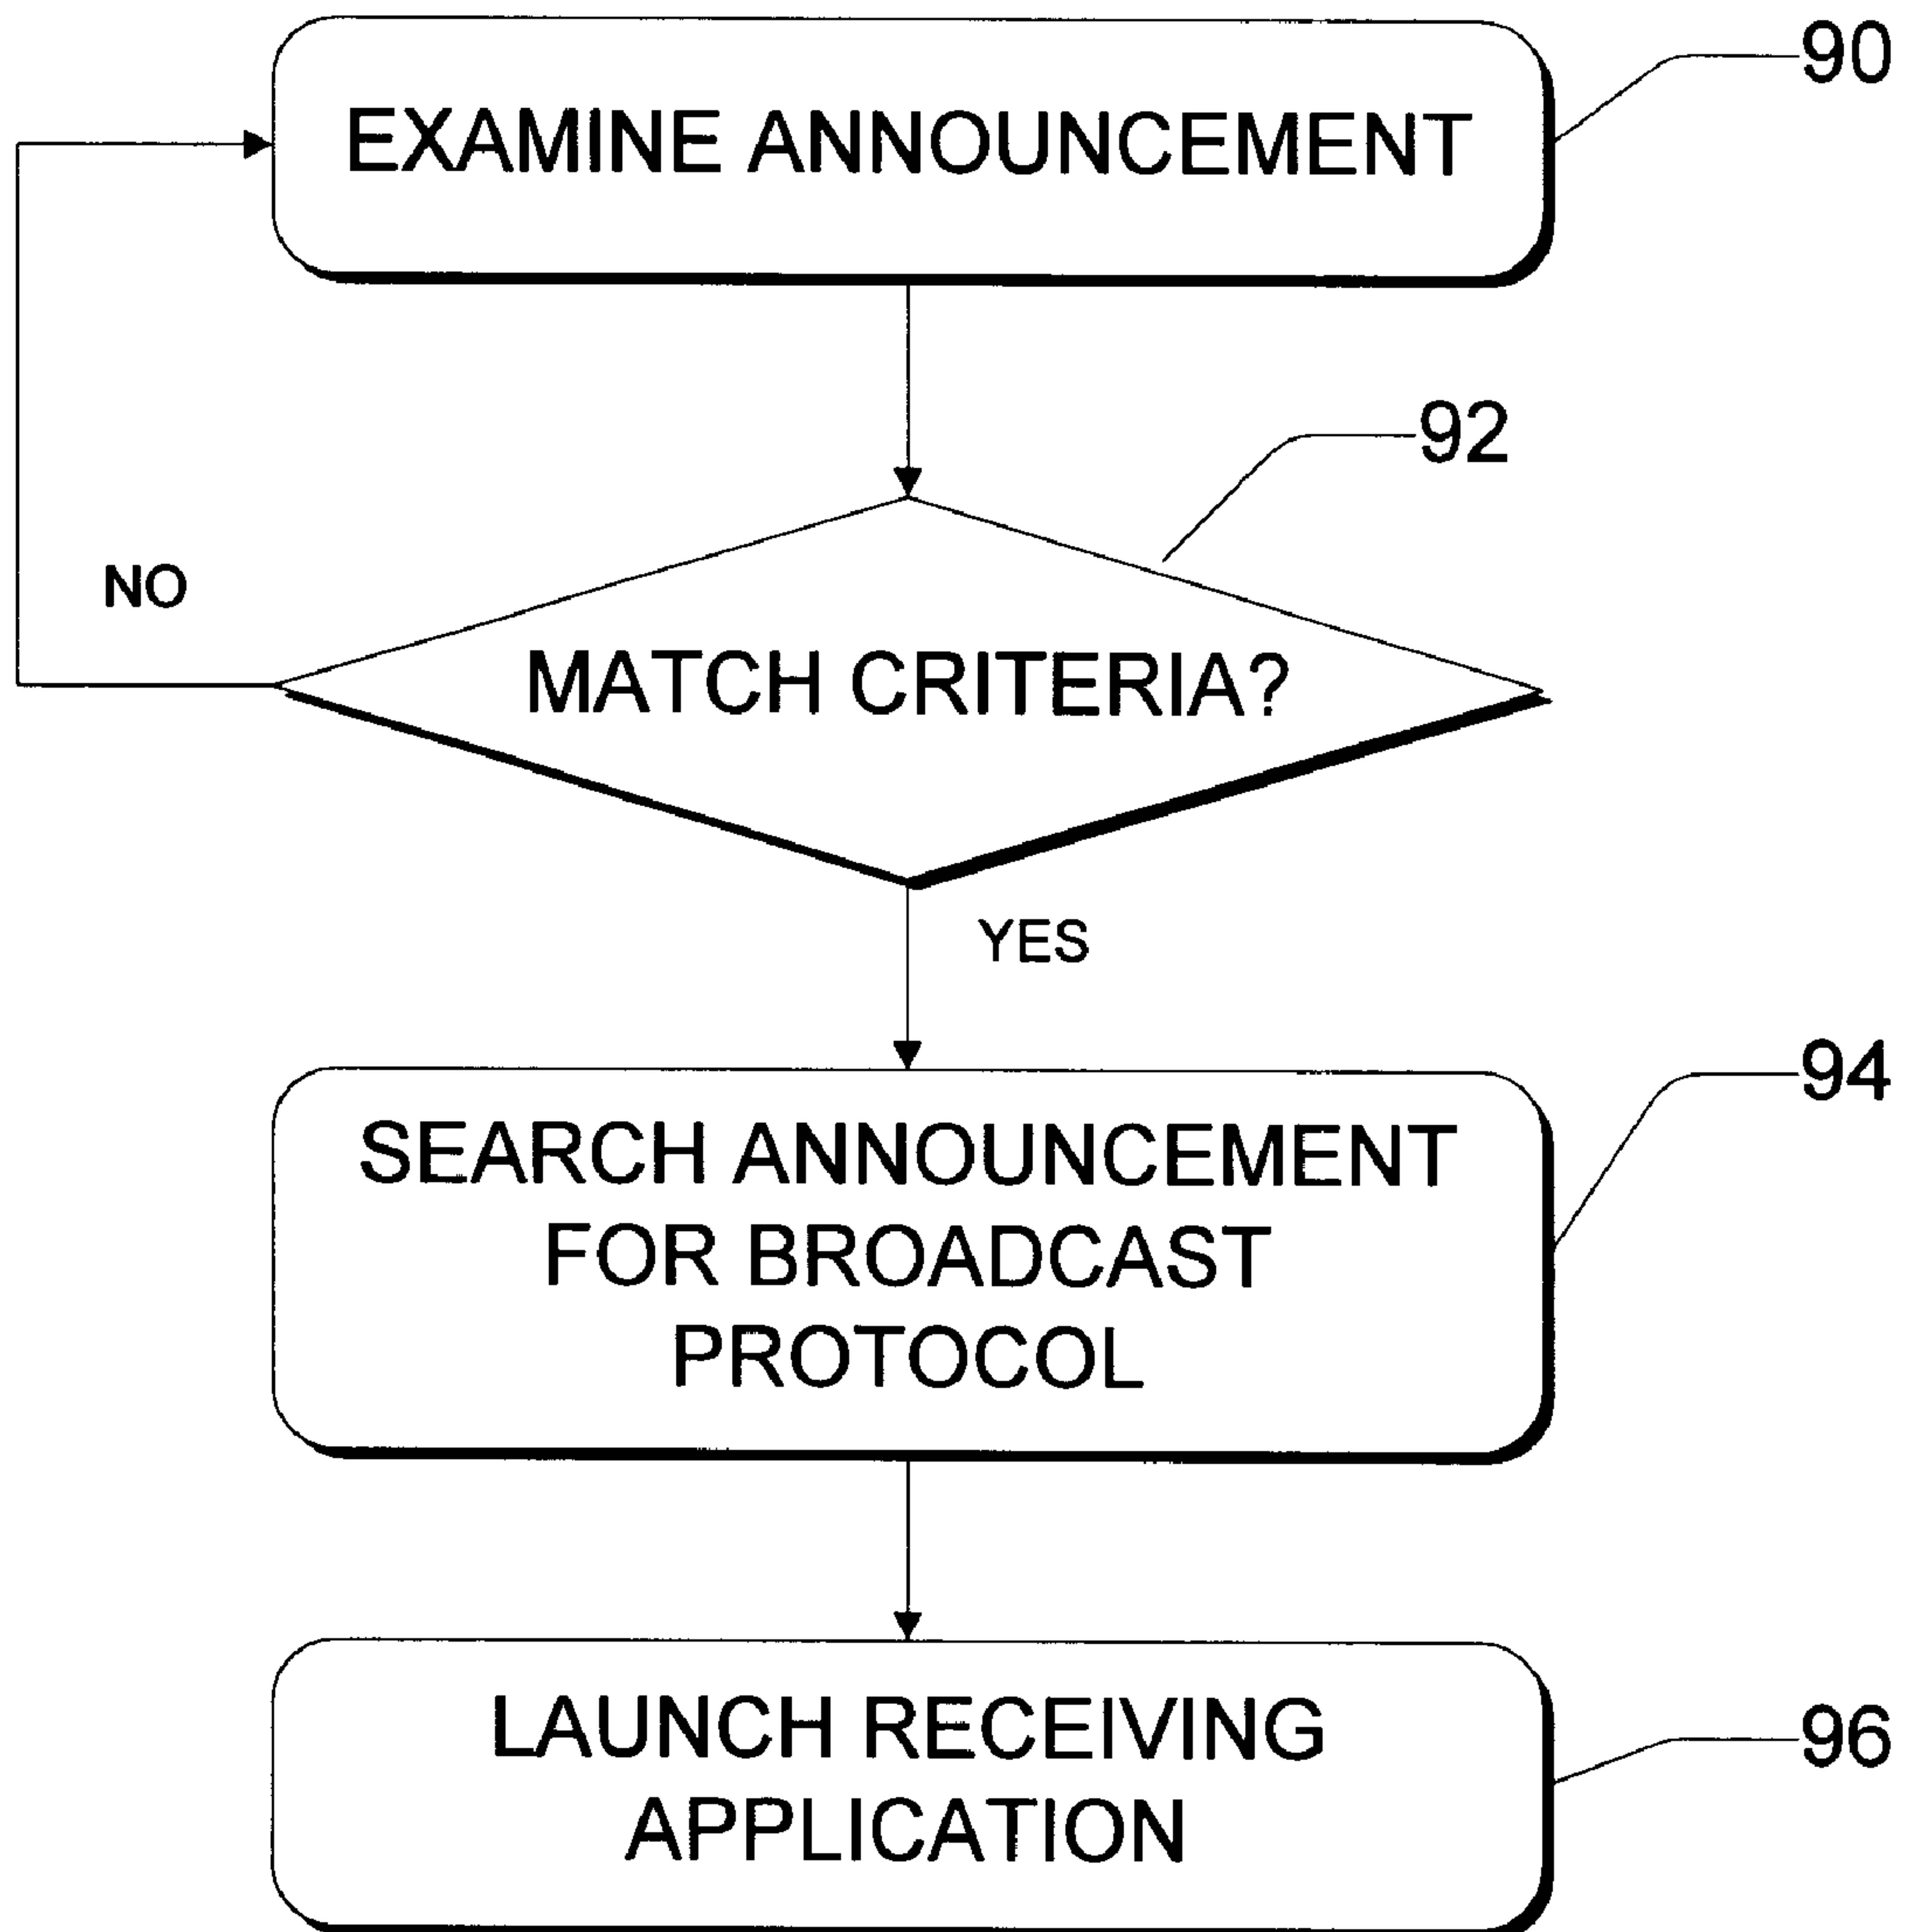 90
EXAMINE ANNOUNCEMENT
92
NO
MATCH CRITERIA?
YES
94
SEARCH ANNOUNCEMENT
FOR BROADCAST
PROTOCOL
96
LAUNCH RECEIVING
APPLICATION